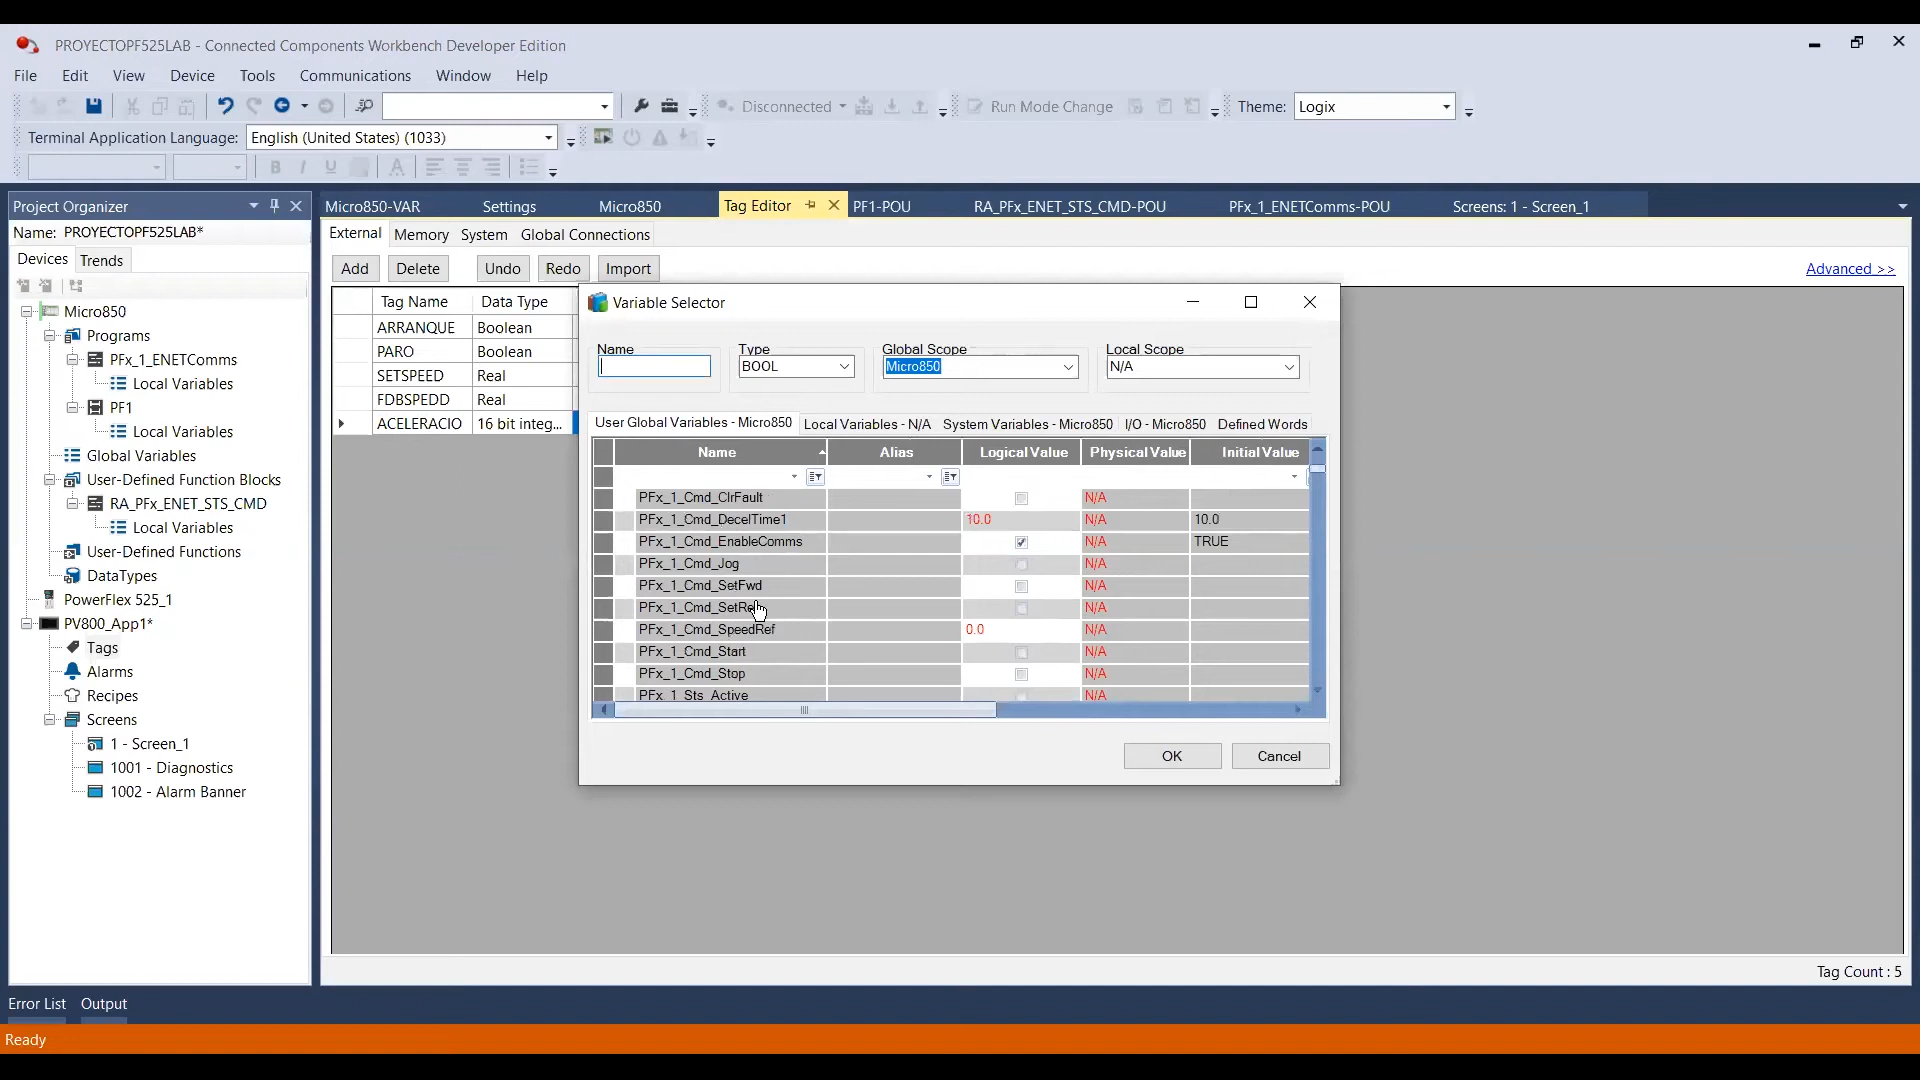 PROYECTOPF525LAB - Connected Components Workbench Developer Edition
File Edit View Device Tools Communications Window Help
Disconnected Run Mode Change Theme: Logix
Terminal Application Language: English (United States) (1033)
B I U A
Project Organizer
Name: PROYECTOPF525LAB*
Devices Trends
Micro850
Programs
PFx_1_ENETComms
Local Variables
PF1
Local Variables
Global Variables
User-Defined Function Blocks
RA_PFx_ENET_STS_CMD
Local Variables
User-Defined Functions
DataTypes
PowerFlex 525_1
PV800_App1*
Tags
Alarms
Recipes
Screens
1 - Screen_1
1001 - Diagnostics
1002 - Alarm Banner
Micro850-VAR Settings Micro850 Tag Editor PF1-POU RA_PFx_ENET_STS_CMD-POU PFx_1_ENETComms-POU Screens: 1 - Screen_1
External Memory System Global Connections
Add Delete Undo Redo Import Advanced >>
Tag Name Data Type
ARRANQUE Boolean
PARO Boolean
SETSPEED Real
FDBSPEDD Real
ACELERACIO 16 bit integ...
Variable Selector
Name Type Global Scope Local Scope
BOOL Micro850 N/A
User Global Variables - Micro850 Local Variables - N/A System Variables - Micro850 I/O - Micro850 Defined Words
Name Alias Logical Value Physical Value Initial Value
PFx_1_Cmd_ClrFault N/A
PFx_1_Cmd_DecelTime1 10.0 N/A 10.0
PFx_1_Cmd_EnableComms N/A TRUE
PFx_1_Cmd_Jog N/A
PFx_1_Cmd_SetFwd N/A
N/A
PFx_1_Cmd_SpeedRef 0.0 N/A
PFx_1_Cmd_Start N/A
PFx_1_Cmd_Stop N/A
PFx_1_Sts_Active N/A
OK Cancel
Tag Count : 5
Error List Output
Ready